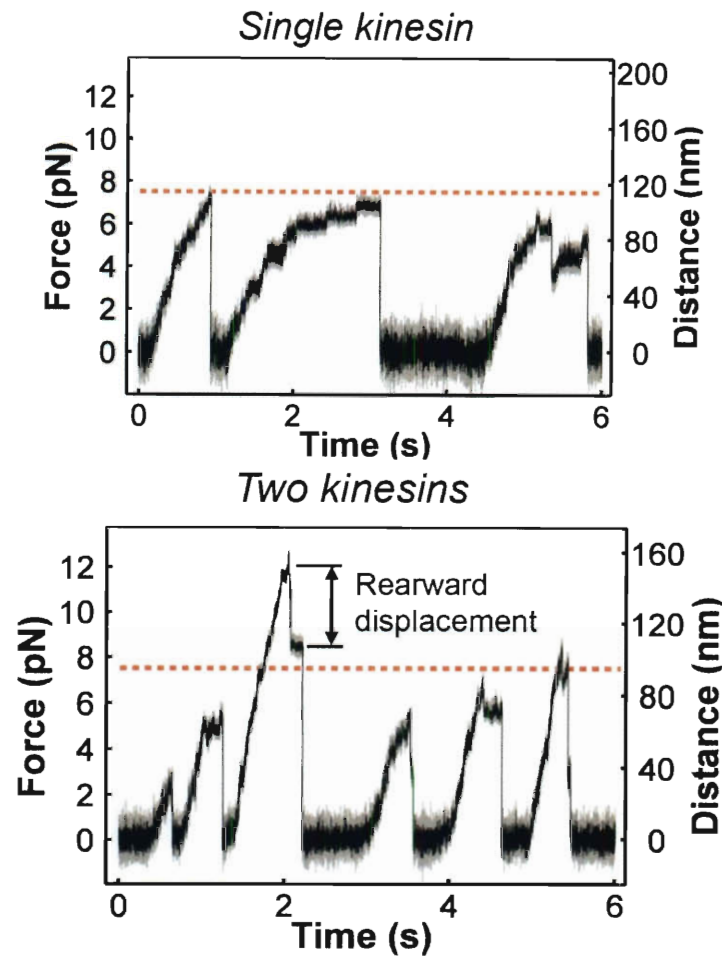 Single kinesin
Force (pN)
12
10
8
6
4
2
0
200
160
120
80
40
0
Distance (nm)
0 2 4 6
Time (s)
Two kinesins
Force (pN)
12
10
8
6
4
2
0
Rearward
displacement
160
120
80
40
0
Distance (nm)
0 2 4 6
Time (s)